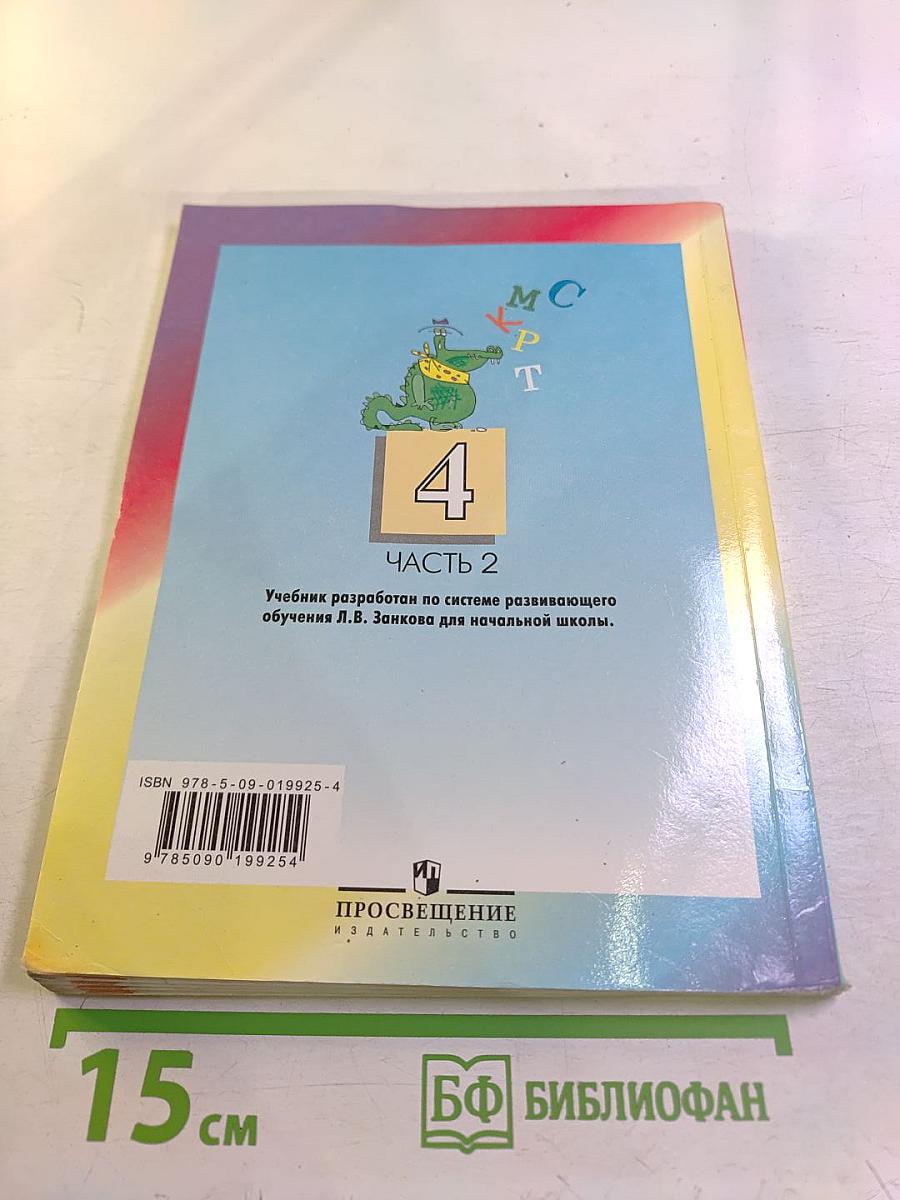 М С
К Р
Т
4
ЧАСТЬ 2
Учебник разработан по системе развивающего
обучения Л.В. Занкова для начальной школы.
ISBN 978-5-09-019925-4
9 785090 199254
ИП
ПРОСВЕЩЕНИЕ
ИЗДАТЕЛЬСТВО
15 см
БФ БИБЛИОФАН